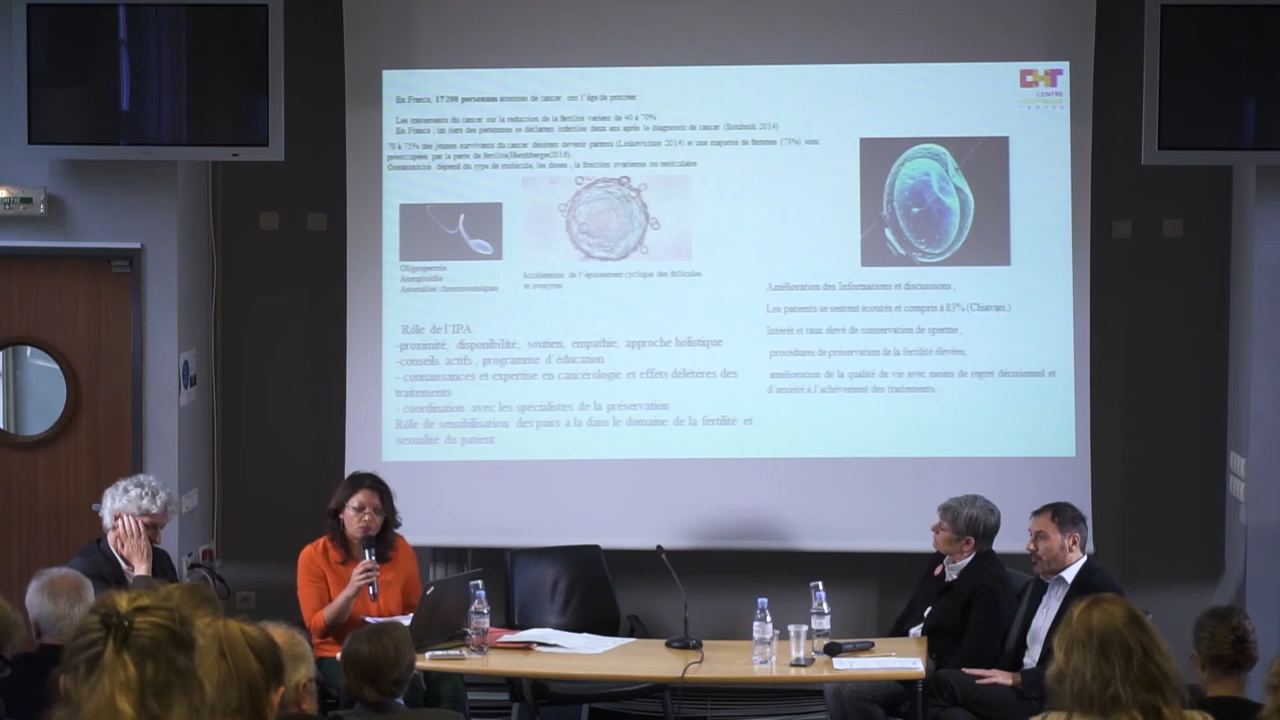 SORTIE
CHT
CENTRE
HOSPITALIER
TROYES
En France, 17200 personnes atteintes de cancer ont l'âge de procréer
Les traitements du cancer sur la réduction de la fertilité varient de 40 à 70%
En France , un tiers des personnes se déclarent infertiles deux ans après le diagnostic de cancer (Bondnik 2014)
70 à 75% des jeunes survivants du cancer désirent devenir parents (Linkeviciute 2014) et une majorité de femmes (73%) sont
préoccupées par la perte de fertilité(Hershberger2016).
Gonatoxicité dépend du type de molécule, les doses , la fonction ovarienne ou testiculaire
Oligospermie
Aneuploïdie
Anomalies chromosomiques
Accélération de l'épuisement cyclique des follicules
et ovocytes
Rôle de l'IPA :
-proximité, disponibilité, soutien, empathie, approche holistique
-conseils actifs , programme d'éducation
- connaissances et expertise en cancérologie et effets délétères des
traitements
- coordination avec les spécialistes de la préservation
Rôle de sensibilisation des pairs a la dans le domaine de la fertilité et
sexualité du patient
Amélioration des Informations et discussions ,
Les patients se sentent écoutés et compris à 83% (Chiavari.)
Intérêt et taux élevé de conservation de sperme ,
procédures de préservation de la fertilité élevées,
amélioration de la qualité de vie avec moins de regret décisionnel et
d'anxiété à l'achèvement des traitements.